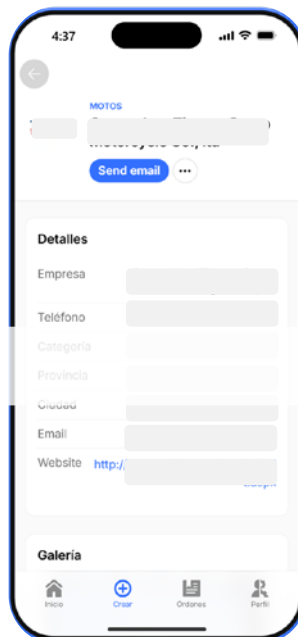 4:37
MOTOS
Send email
Detalles
Empresa
Teléfono
Categoría
Provincia
Ciudad
Email
Website http:/
Galería
Inicio Crear Ordenes Perfil